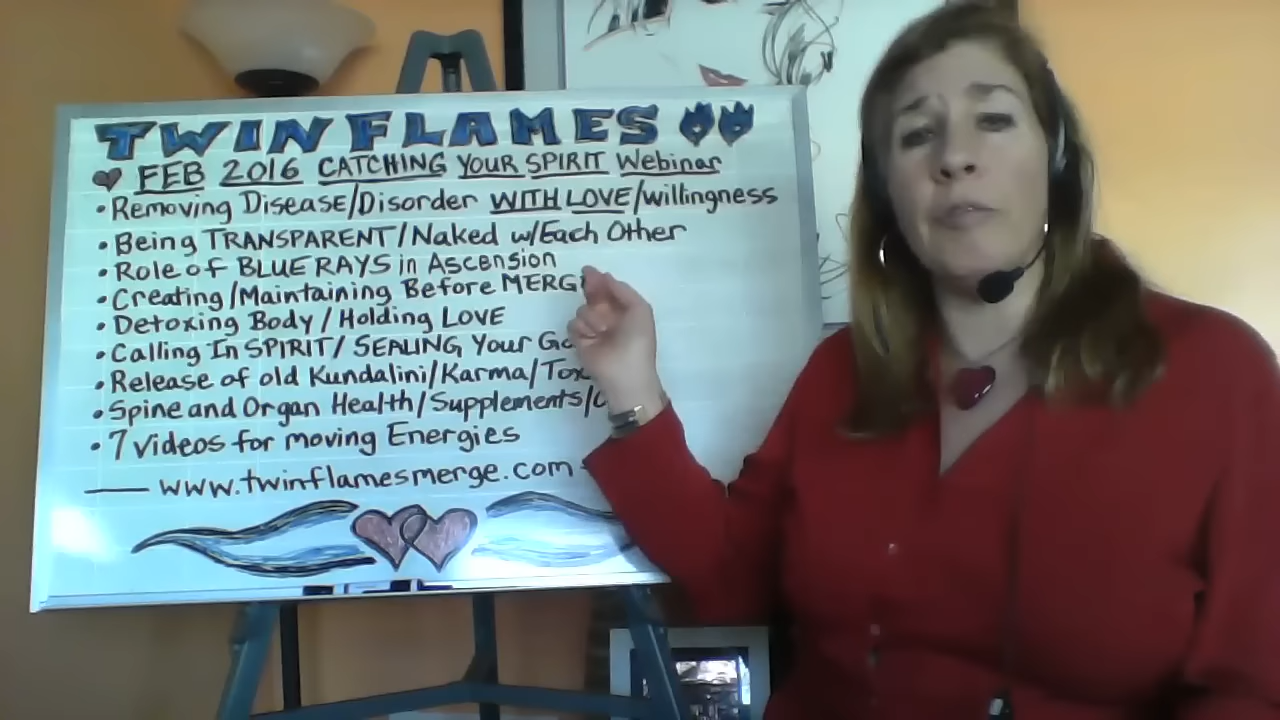 TWIN FLAMES
FEB 2016 CATCHING YOUR SPIRIT Webinar
• Removing Disease/Disorder WITH LOVE/willingness
• Being TRANSPARENT/Naked w/Each Other
• Role of BLUE RAYS in Ascension
• Creating/Maintaining Before
• Detoxing Body/Holding LOVE
• Calling In SPIRIT/SEALING Your
• Release of old Kundalini/Karma/
• Spine and Organ Health/Supplements/
• 7 videos for moving Energies
— www.twinflamesmerge.com